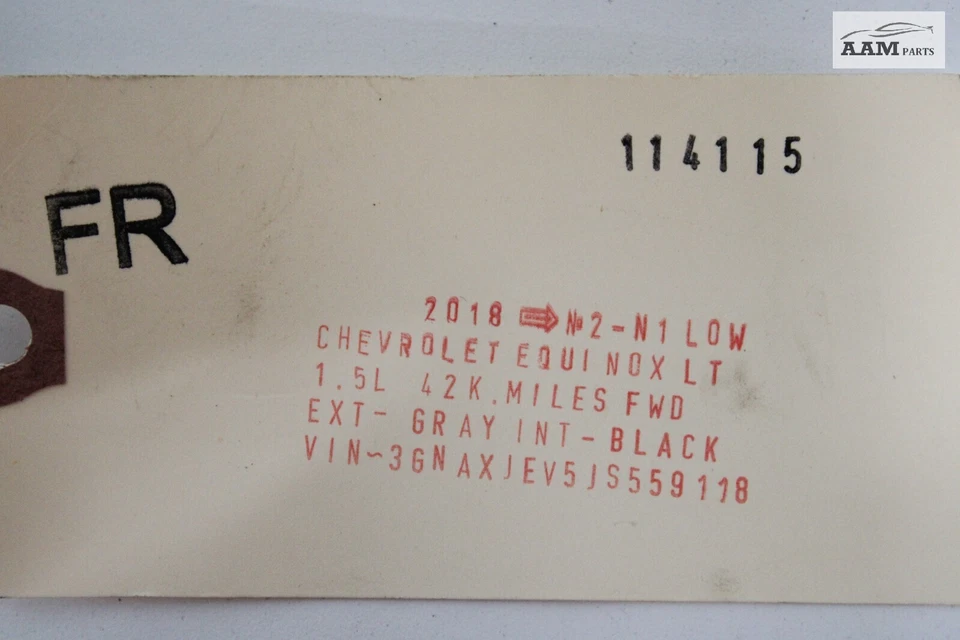 AAM PARTS
114115
FR
2018 ⇒ №2-N1 LOW
CHEVROLET EQUINOX LT
1.5L 42K.MILES FWD
EXT- GRAY INT-BLACK
VIN~3GNAXJEV5JS559118